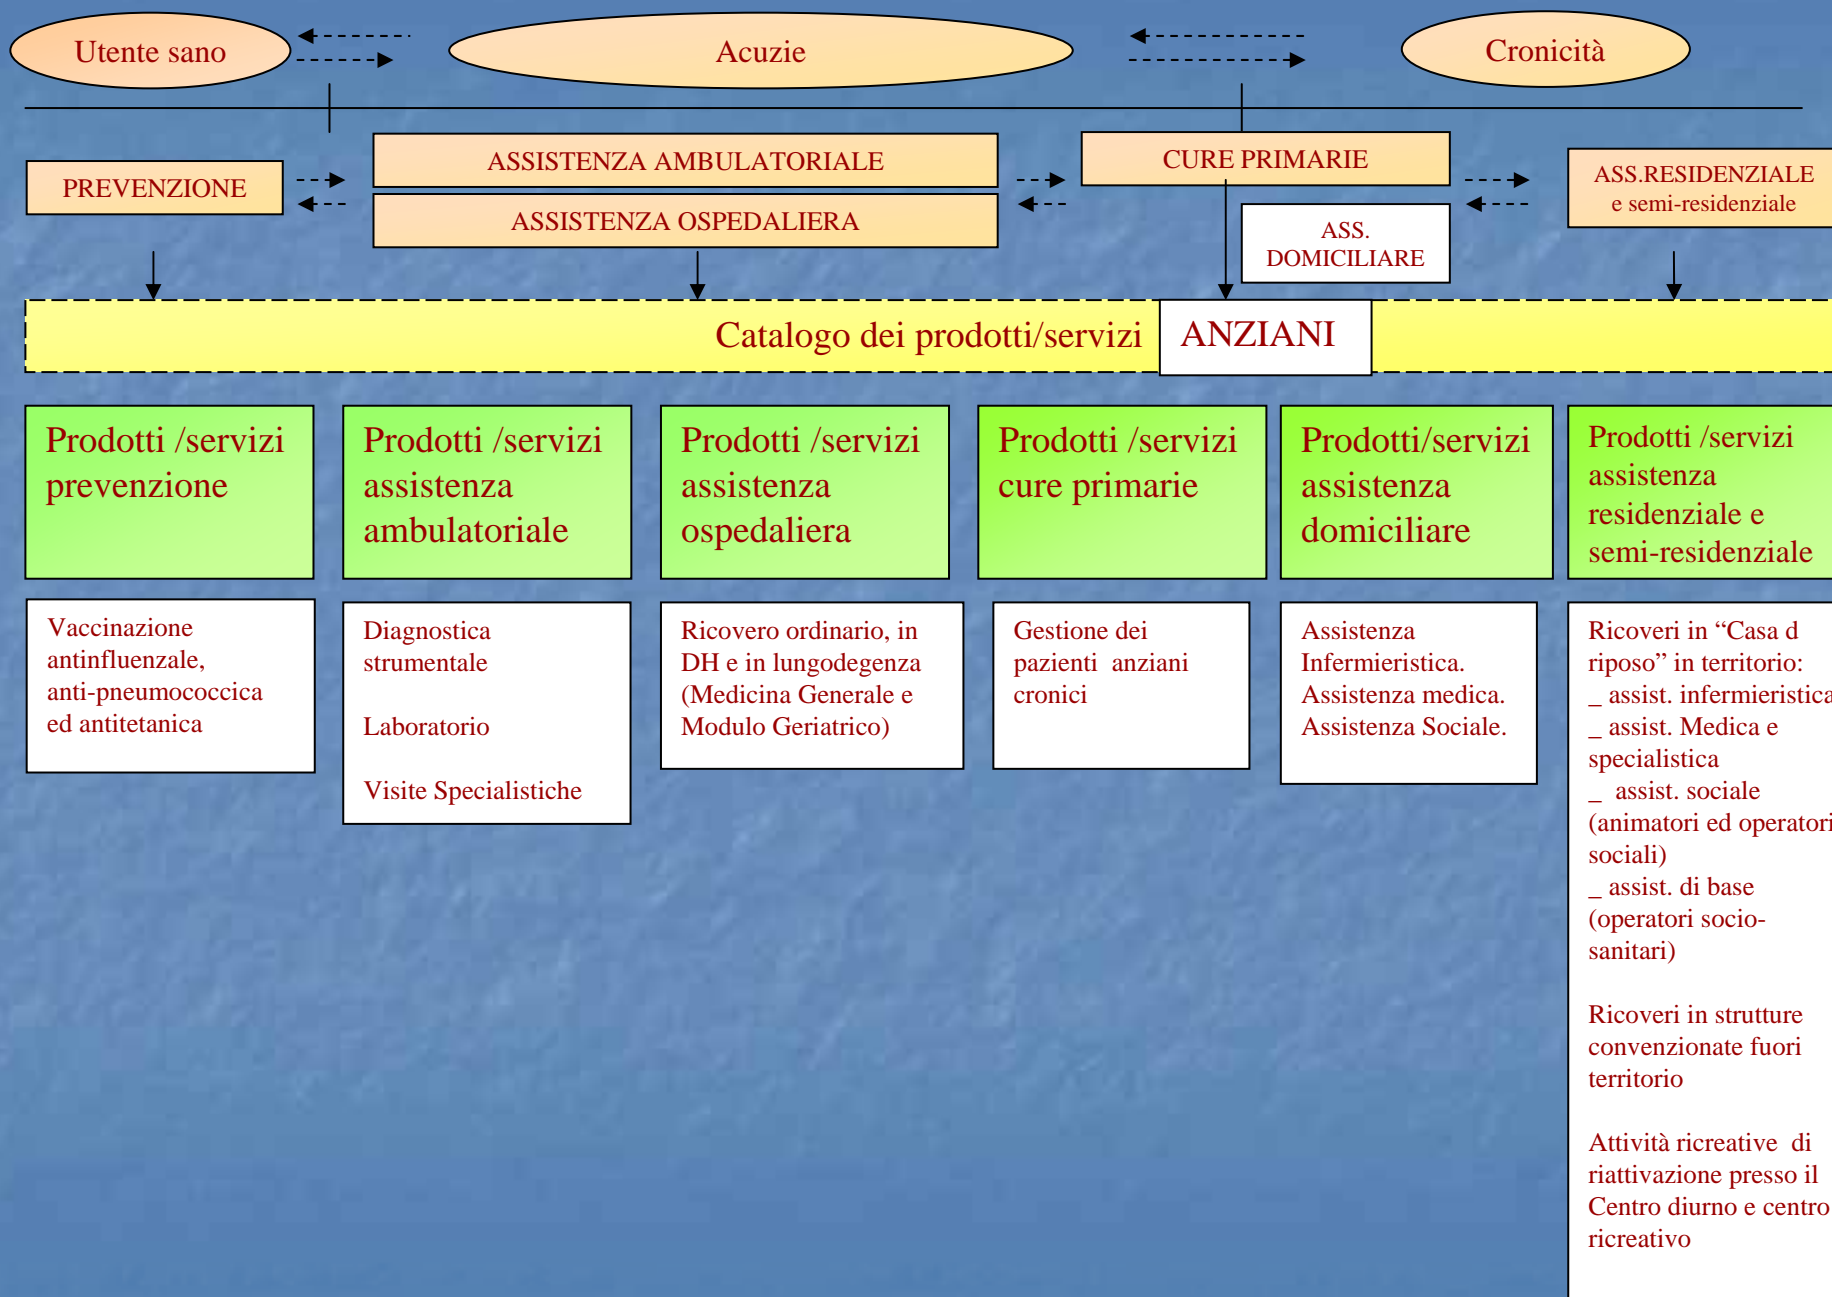 Utente sano
Acuzie
Cronicità
PREVENZIONE
ASSISTENZA AMBULATORIALE
ASSISTENZA OSPEDALIERA
CURE PRIMARIE
ASS.
DOMICILIARE
ASS.RESIDENZIALE
e semi-residenziale
Catalogo dei prodotti/servizi
ANZIANI
Prodotti /servizi
prevenzione
Prodotti /servizi
assistenza
ambulatoriale
Prodotti /servizi
assistenza
ospedaliera
Prodotti /servizi
cure primarie
Prodotti/servizi
assistenza
domiciliare
Prodotti /servizi
assistenza
residenziale e
semi-residenziale
Vaccinazione
antinfluenzale,
anti-pneumococcica
ed antitetanica
Diagnostica
strumentale
Laboratorio
Visite Specialistiche
Ricovero ordinario, in
DH e in lungodegenza
(Medicina Generale e
Modulo Geriatrico)
Gestione dei
pazienti anziani
cronici
Assistenza
Infermieristica.
Assistenza medica.
Assistenza Sociale.
Ricoveri in “Casa d
riposo” in territorio:
_ assist. infermieristica
_ assist. Medica e
specialistica
_ assist. sociale
(animatori ed operatori
sociali)
_ assist. di base
(operatori socio-
sanitari)
Ricoveri in strutture
convenzionate fuori
territorio
Attività ricreative di
riattivazione presso il
Centro diurno e centro
ricreativo